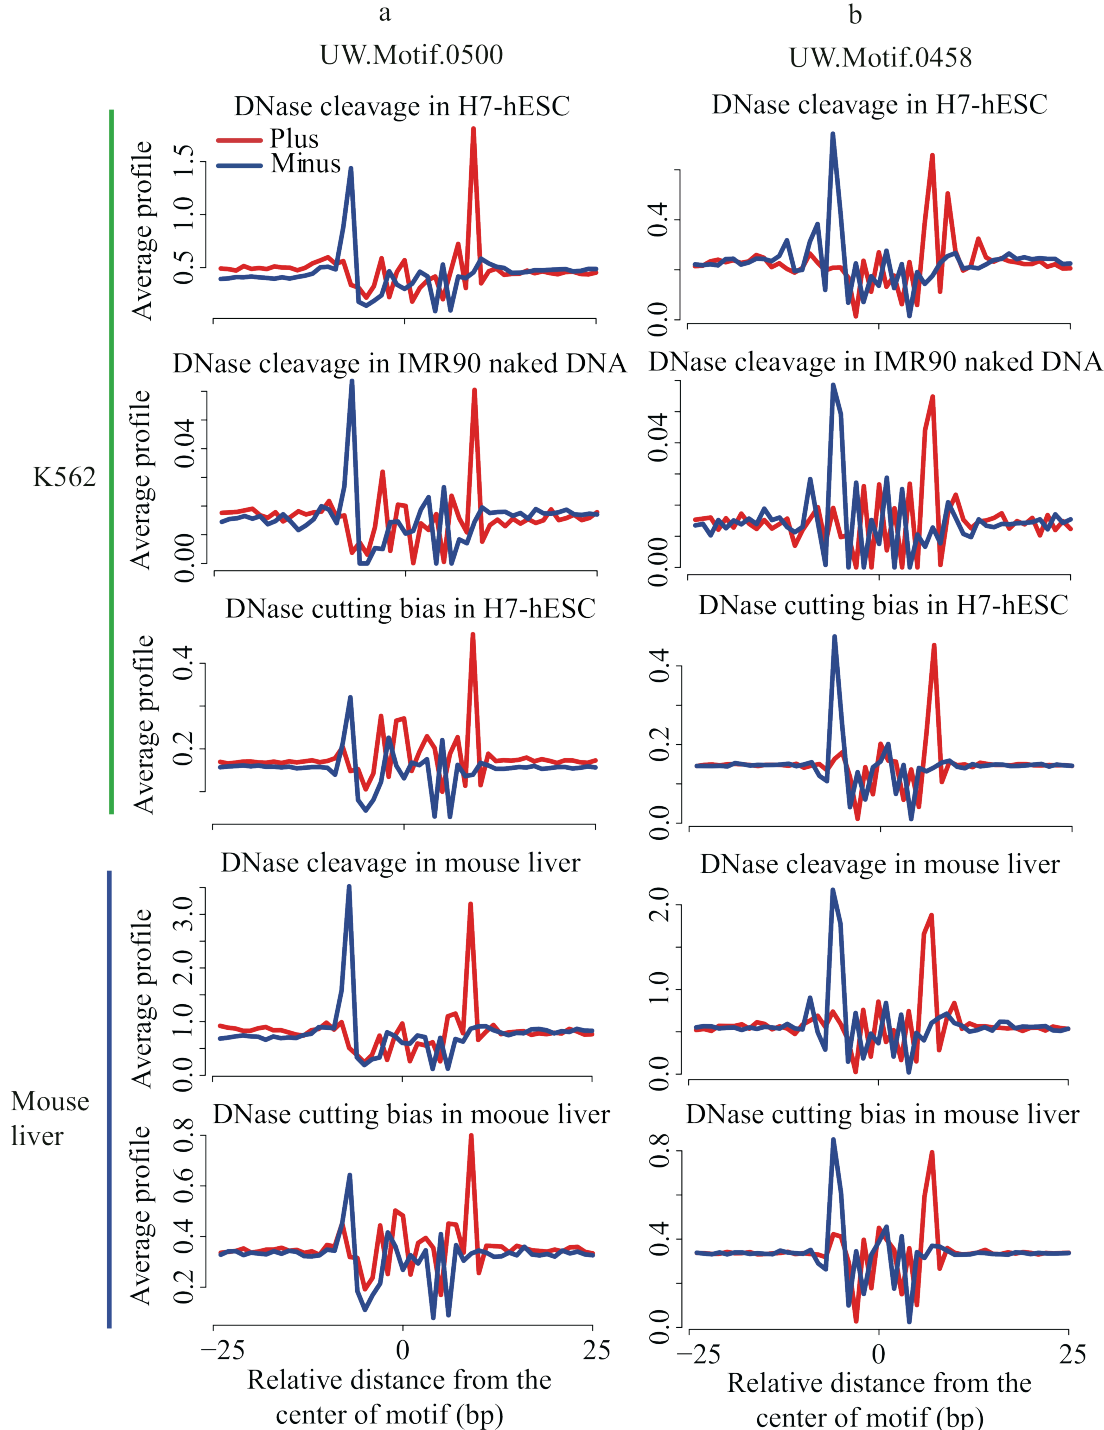 a
b
UW.Motif.0500
UW.Motif.0458
DNase cleavage in H7-hESC
DNase cleavage in H7-hESC
Plus
Minus
Average profile
1.5
1.0
0.5
0.4
0.0
DNase cleavage in IMR90 naked DNA
DNase cleavage in IMR90 naked DNA
K562
Average profile
0.04
0.00
0.04
0.00
DNase cutting bias in H7-hESC
DNase cutting bias in H7-hESC
Average profile
0.4
0.2
0.4
0.2
0.0
DNase cleavage in mouse liver
DNase cleavage in mouse liver
Average profile
3.0
2.0
1.0
0.0
2.0
1.0
0.0
Mouse
liver
DNase cutting bias in mooue liver
DNase cutting bias in mouse liver
Average profile
0.8
0.6
0.4
0.2
0.8
0.4
0.0
−25
0
25
−25
0
25
Relative distance from the
center of motif (bp)
Relative distance from the
center of motif (bp)